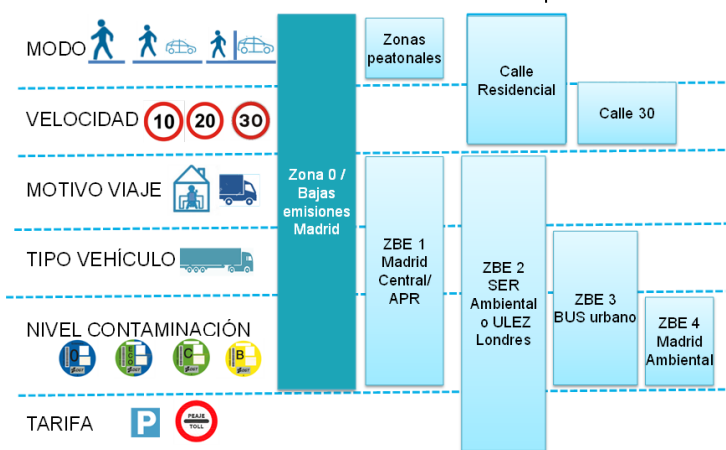 MODO
VELOCIDAD
10
20
30
MOTIVO VIAJE
TIPO VEHÍCULO
NIVEL CONTAMINACIÓN
0
ECO
C
B
TARIFA
P
PEAJE
TOLL
Zona 0 /
Bajas
emisiones
Madrid
Zonas
peatonales
ZBE 1
Madrid
Central/
APR
Calle
Residencial
ZBE 2
SER
Ambiental
o ULEZ
Londres
Calle 30
ZBE 3
BUS urbano
ZBE 4
Madrid
Ambiental